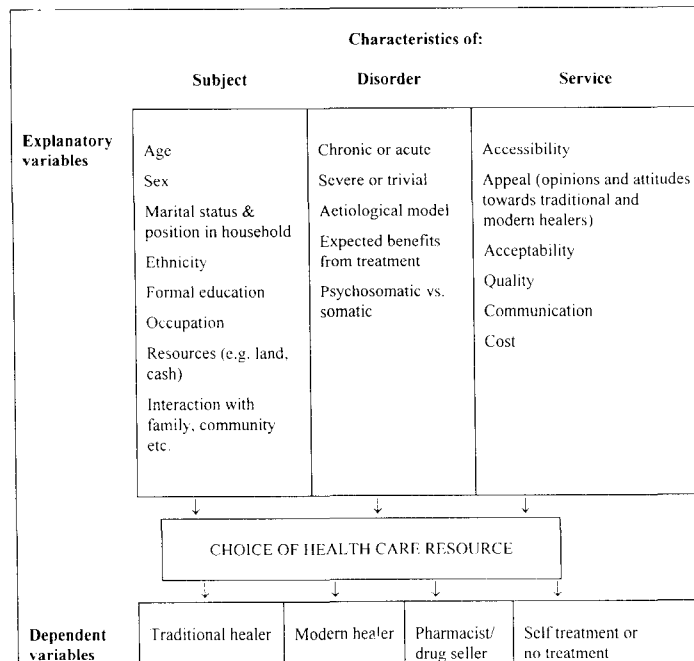 Characteristics of:
Subject
Disorder
Service
Explanatory
variables
Age
Sex
Marital status &
position in household
Ethnicity
Formal education
Occupation
Resources (e.g. land,
cash)
Interaction with
family, community
etc.
Chronic or acute
Severe or trivial
Aetiological model
Expected benefits
from treatment
Psychosomatic vs.
somatic
Accessibility
Appeal (opinions and attitudes
towards traditional and
modern healers)
Acceptability
Quality
Communication
Cost
CHOICE OF HEALTH CARE RESOURCE
Dependent
variables
Traditional healer
Modern healer
Pharmacist/
drug seller
Self treatment or
no treatment